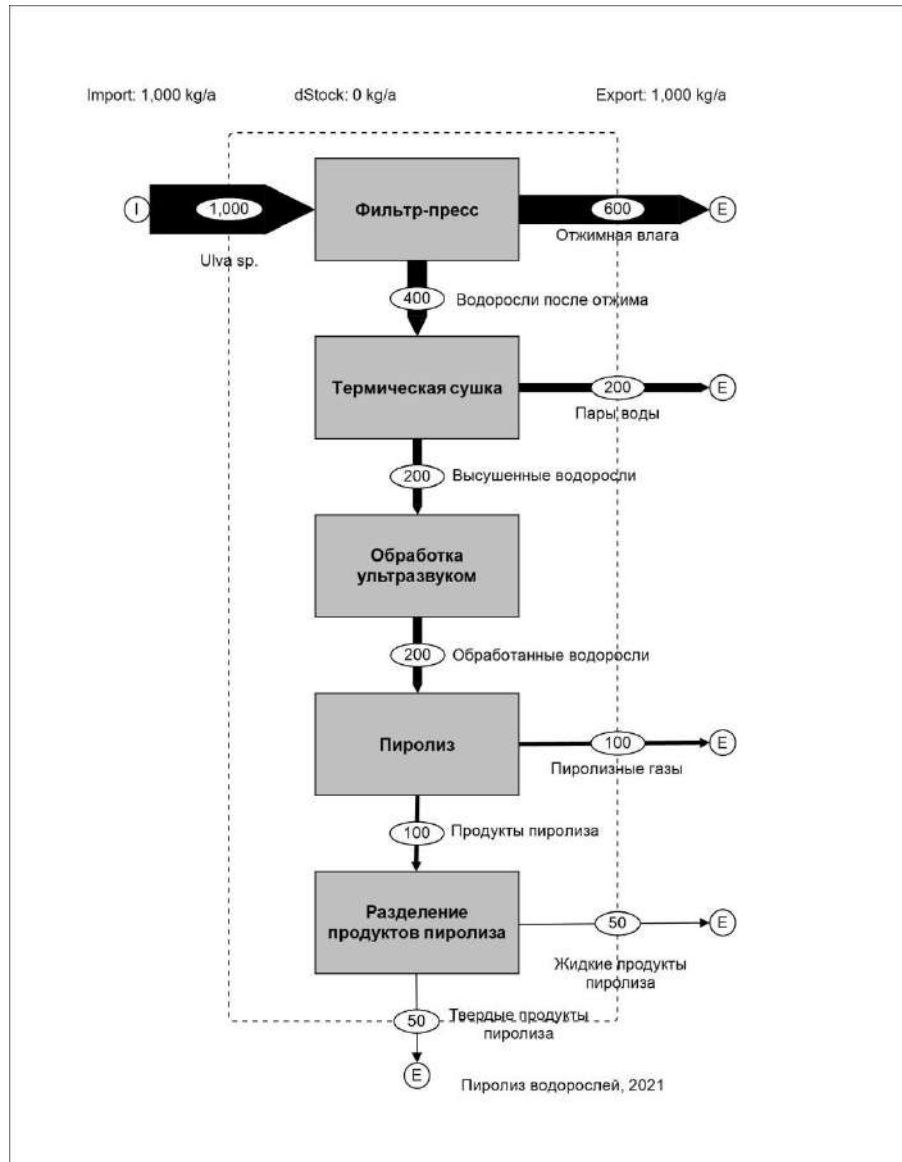 Import: 1,000 kg/a
dStock: 0 kg/a
Export: 1,000 kg/a
I
1,000
Ulva sp.
Фильтр-пресс
600
E
Отжимная влага
400
Водоросли после отжима
Термическая сушка
200
E
Пары воды
200
Высушенные водоросли
Обработка
ультразвуком
200
Обработанные водоросли
Пиролиз
100
E
Пиролизные газы
100
Продукты пиролиза
Разделение
продуктов пиролиза
50
E
Жидкие продукты
пиролиза
50
Твердые продукты
пиролиза
E
Пиролиз водорослей, 2021